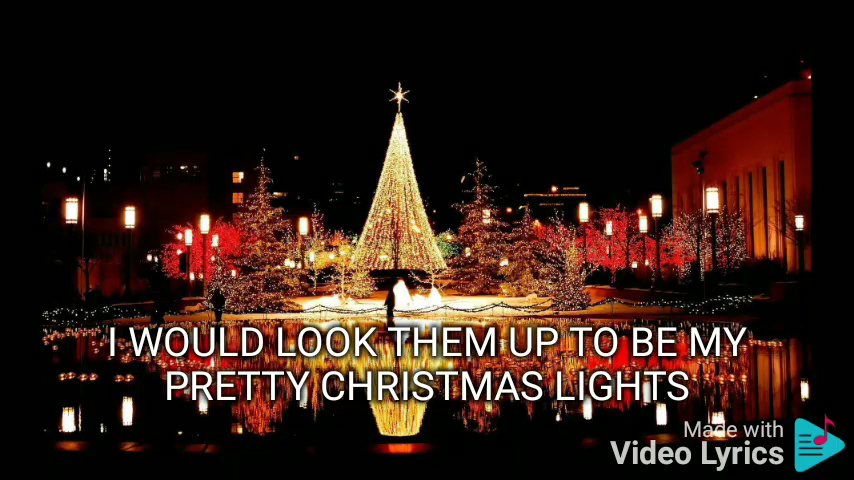 I WOULD LOOK THEM UP TO BE MY
PRETTY CHRISTMAS LIGHTS
Made with
Video Lyrics